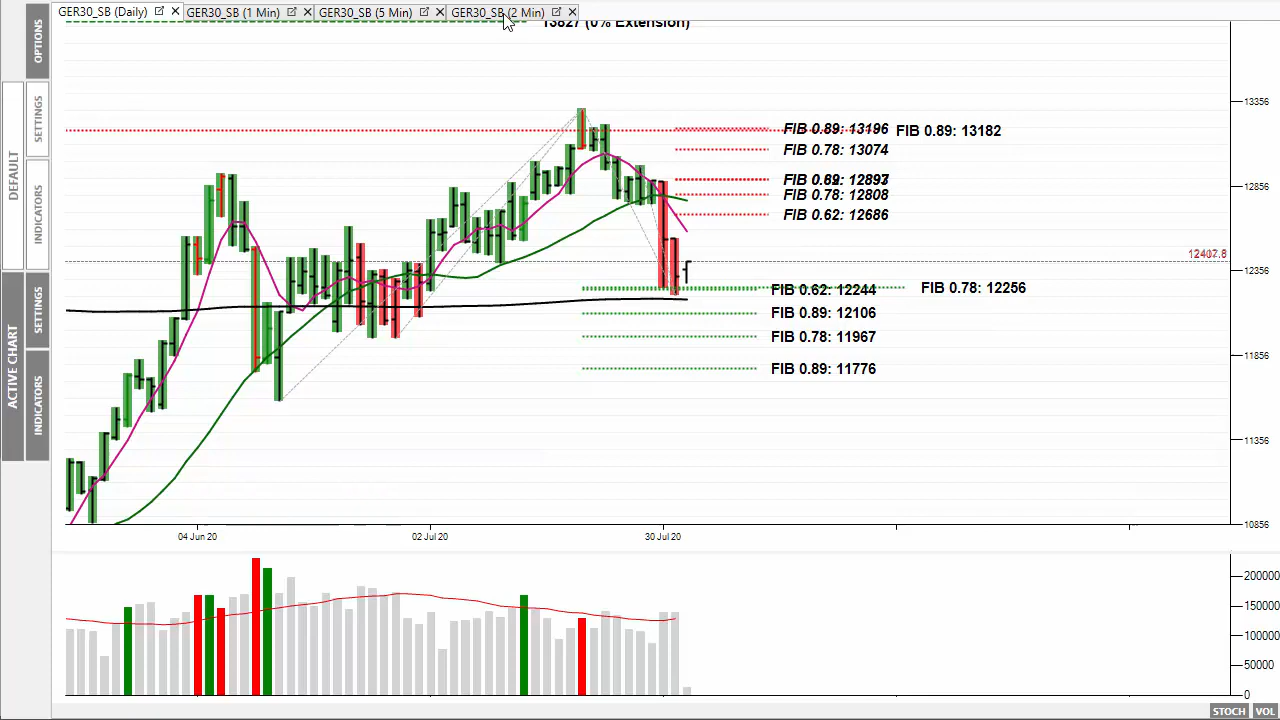 GER30_SB (Daily)
GER30_SB (1 Min)
GER30_SB (5 Min)
GER30_SB (2 Min)
OPTIONS
SETTINGS
INDICATORS
DEFAULT
SETTINGS
INDICATORS
ACTIVE CHART
13827 (0% Extension)
FIB 0.89: 13196
FIB 0.89: 13182
FIB 0.78: 13074
FIB 0.78: 12808
FIB 0.62: 12686
FIB 0.62: 12244
FIB 0.78: 12256
FIB 0.89: 12106
FIB 0.78: 11967
FIB 0.89: 11776
13356
12856
12407.8
12356
11856
11356
10856
04 Jun 20
02 Jul 20
30 Jul 20
200000
150000
100000
50000
0
STOCH
VOL